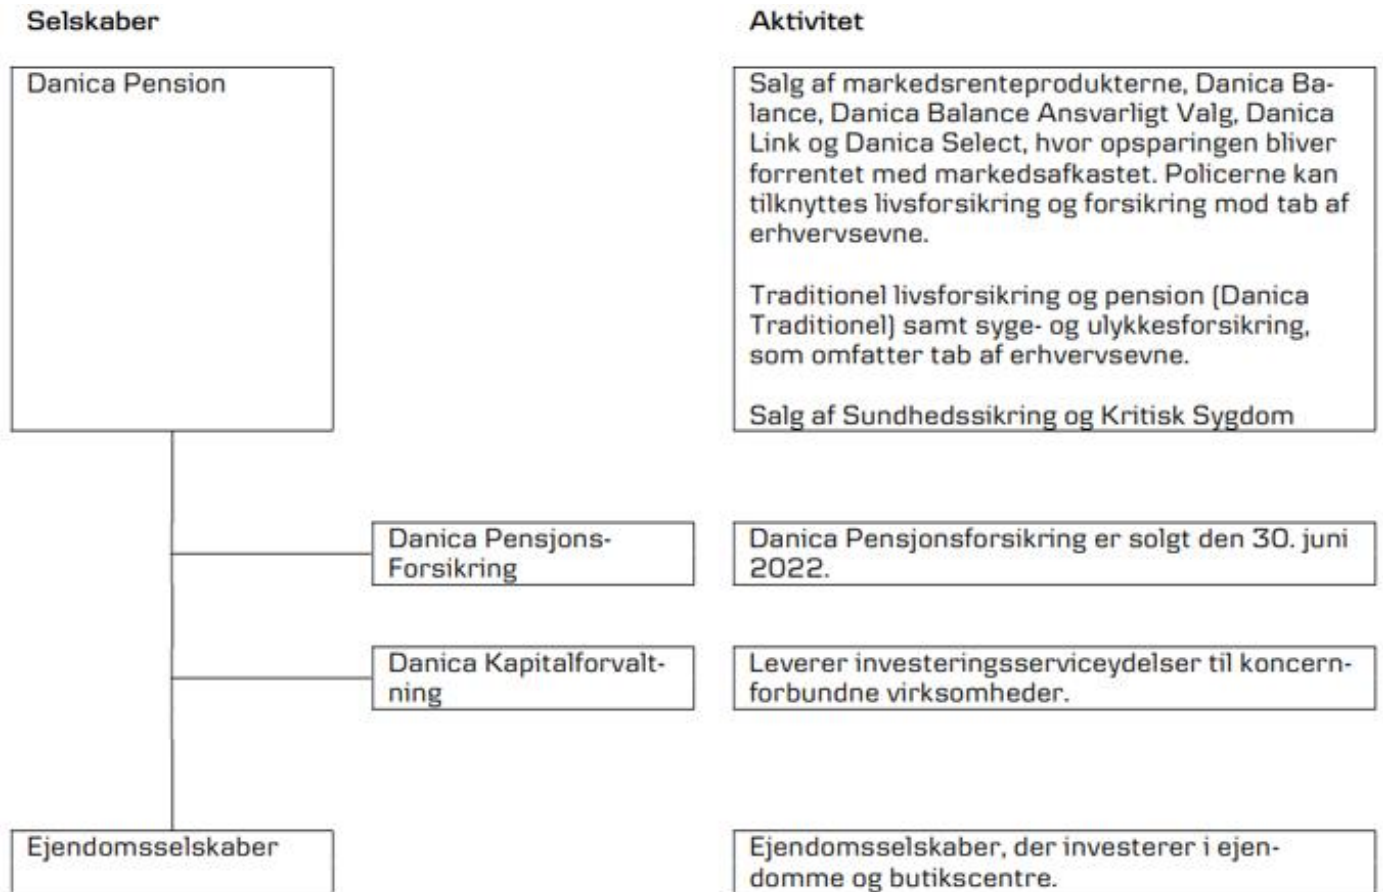 Selskaber
Aktivitet
Danica Pension
Salg af markedsrenteprodukterne, Danica Ba-
lance, Danica Balance Ansvarligt Valg, Danica
Link og Danica Select, hvor opsparingen bliver
forrentet med markedsafkastet. Policerne kan
tilknyttes livsforsikring og forsikring mod tab af
erhvervsevne.
Traditionel livsforsikring og pension (Danica
Traditionel) samt syge- og ulykkesforsikring,
som omfatter tab af erhvervsevne.
Salg af Sundhedssikring og Kritisk Sygdom
Danica Pensjons-
Forsikring
Danica Pensjonsforsikring er solgt den 30. juni
2022.
Danica Kapitalforvalt-
ning
Leverer investeringsserviceydelser til koncern-
forbundne virksomheder.
Ejendomsselskaber
Ejendomsselskaber, der investerer i ejen-
domme og butikscentre.